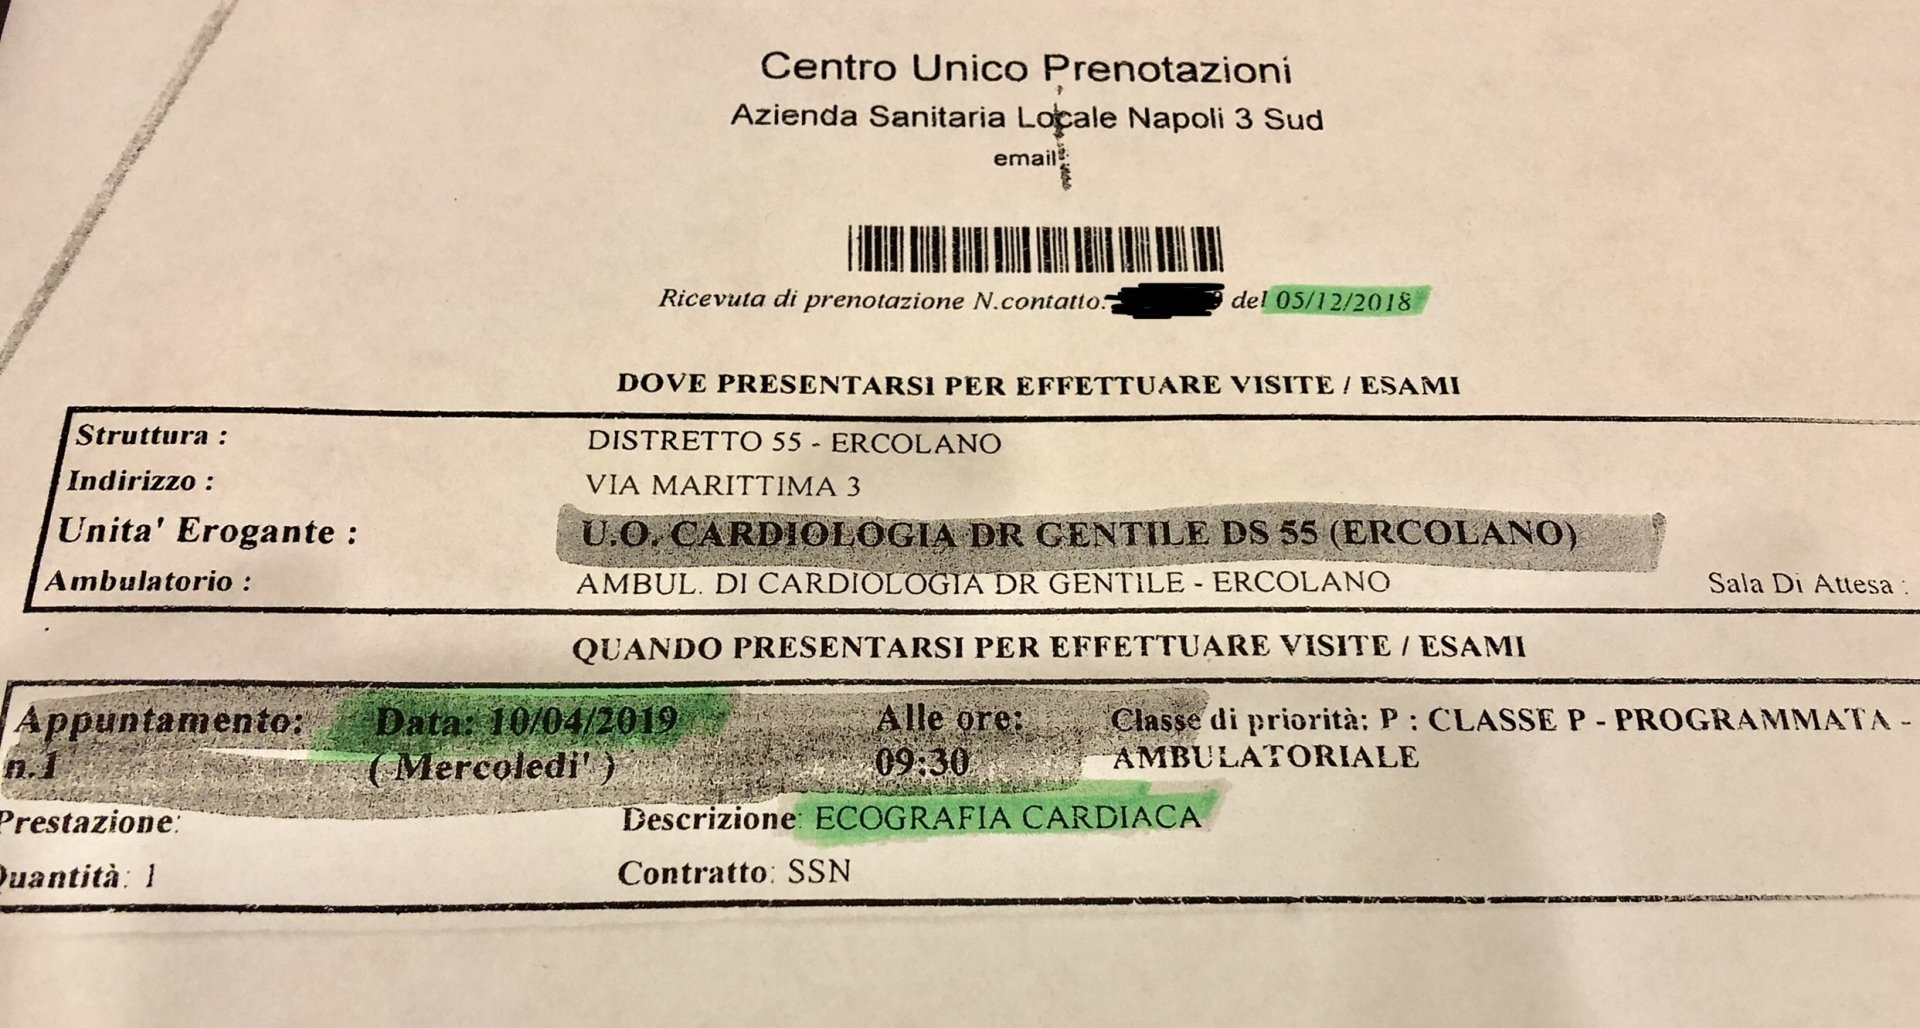 Centro Unico Prenotazioni
Azienda Sanitaria Locale Napoli 3 Sud
email:
Ricevuta di prenotazione N.contatto: 9 del 05/12/2018
DOVE PRESENTARSI PER EFFETTUARE VISITE / ESAMI
Struttura : DISTRETTO 55 - ERCOLANO
Indirizzo : VIA MARITTIMA 3
Unita' Erogante : U.O. CARDIOLOGIA DR GENTILE DS 55 (ERCOLANO)
Ambulatorio : AMBUL. DI CARDIOLOGIA DR GENTILE - ERCOLANO Sala Di Attesa :
QUANDO PRESENTARSI PER EFFETTUARE VISITE / ESAMI
Appuntamento: Data: 10/04/2019 Alle ore: Classe di priorità: P : CLASSE P - PROGRAMMATA -
n.1 ( Mercoledi' ) 09:30 AMBULATORIALE
Prestazione: Descrizione: ECOGRAFIA CARDIACA
Quantità: 1 Contratto: SSN